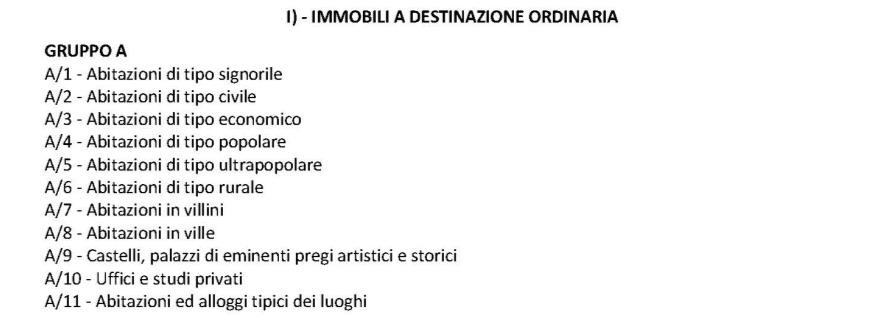 I) - IMMOBILI A DESTINAZIONE ORDINARIA
GRUPPO A
A/1 - Abitazioni di tipo signorile
A/2 - Abitazioni di tipo civile
A/3 - Abitazioni di tipo economico
A/4 - Abitazioni di tipo popolare
A/5 - Abitazioni di tipo ultrapopolare
A/6 - Abitazioni di tipo rurale
A/7 - Abitazioni in villini
A/8 - Abitazioni in ville
A/9 - Castelli, palazzi di eminenti pregi artistici e storici
A/10 - Uffici e studi privati
A/11 - Abitazioni ed alloggi tipici dei luoghi